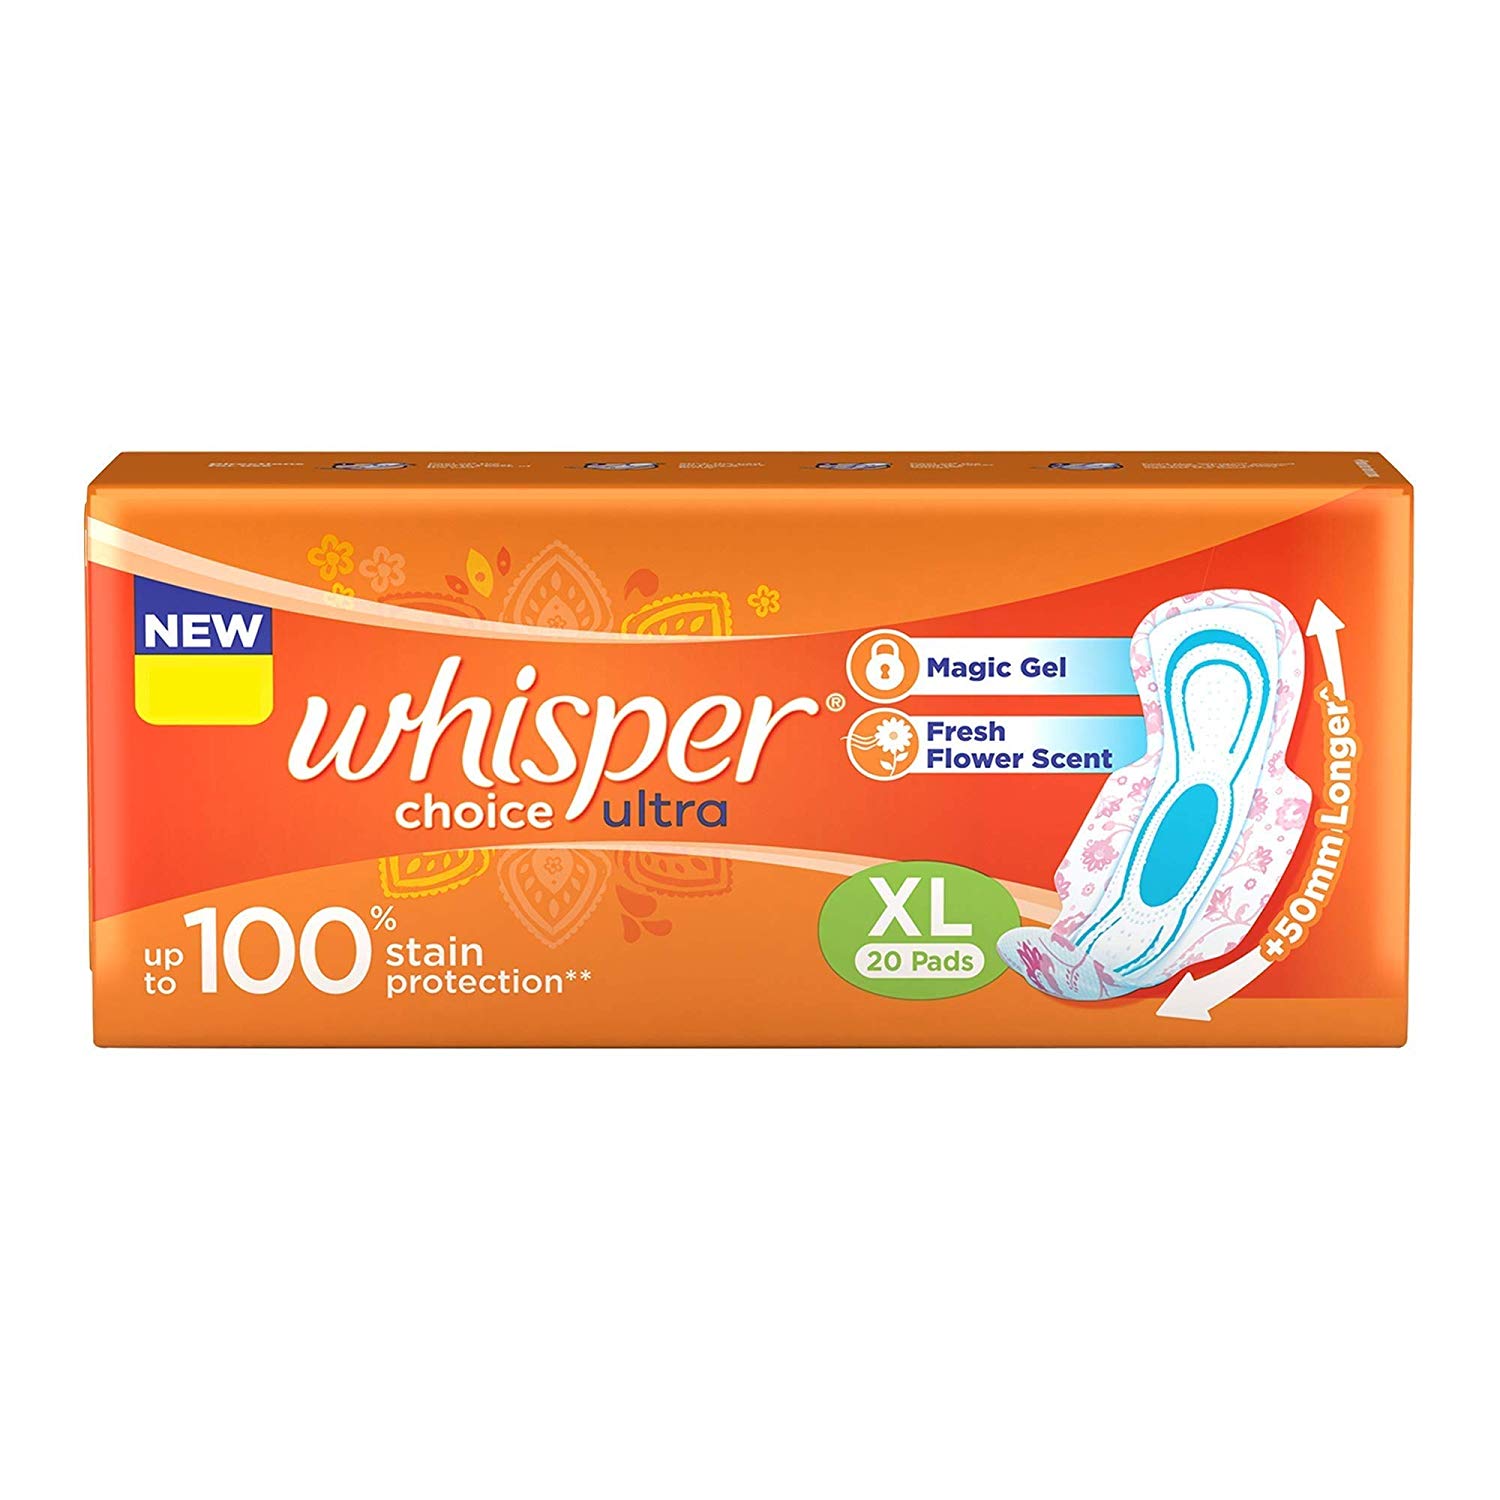 NEW
whisper®
choice ultra
Magic Gel
Fresh
Flower Scent
+50mm Longer^
up to 100% stain protection**
XL
20 Pads